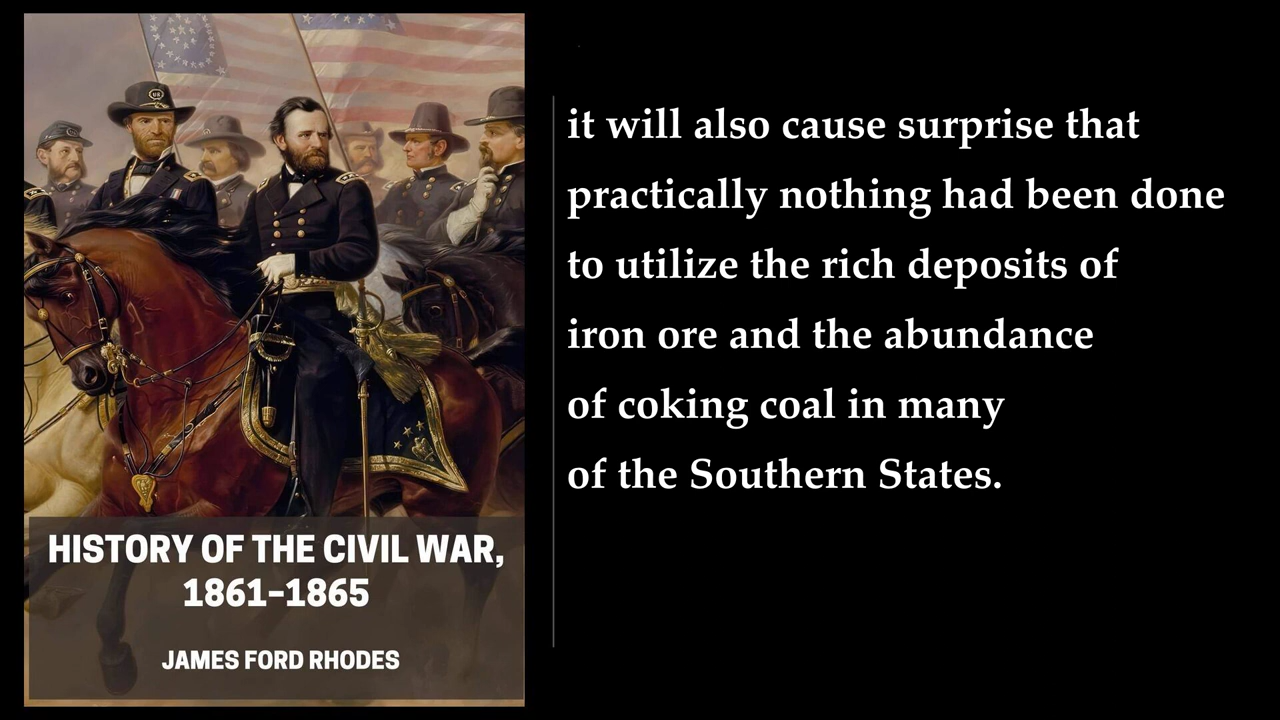 it will also cause surprise that
practically nothing had been done
to utilize the rich deposits of
iron ore and the abundance
of coking coal in many
of the Southern States.
HISTORY OF THE CIVIL WAR,
1861–1865
JAMES FORD RHODES